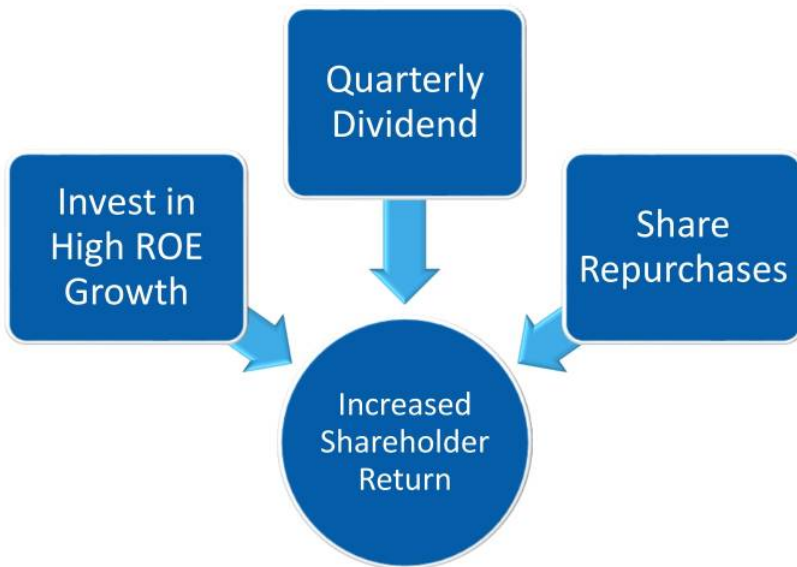 Quarterly
Dividend
Invest in
High ROE
Growth
Share
Repurchases
Increased
Shareholder
Return